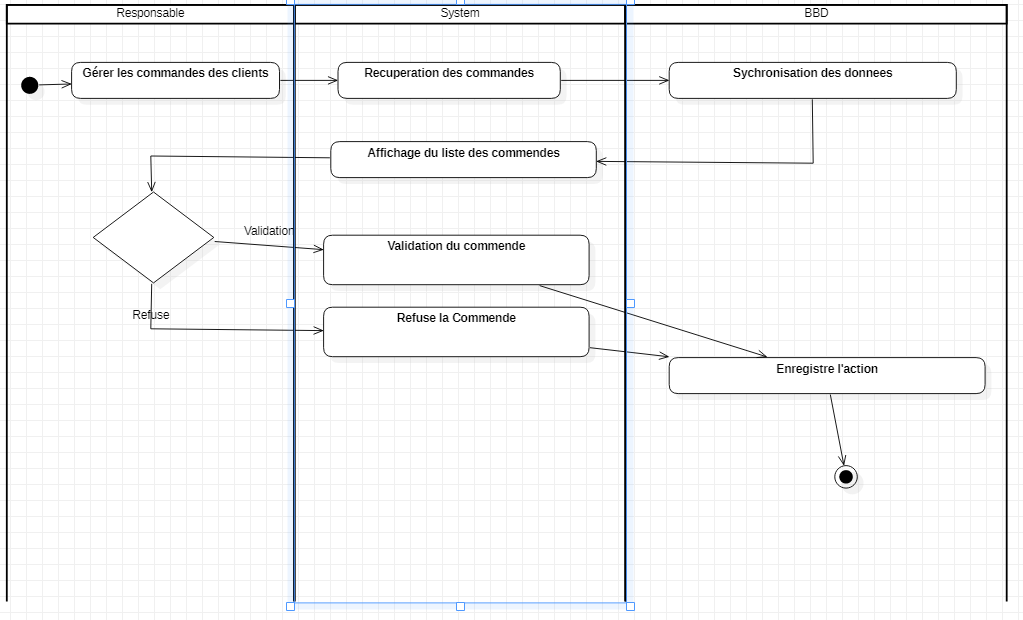 Responsable
System
BBD
Gérer les commandes des clients
Recuperation des commandes
Sychronisation des donnees
Affichage du liste des commendes
Validation
Validation du commende
Refuse
Refuse la Commende
Enregistre l'action